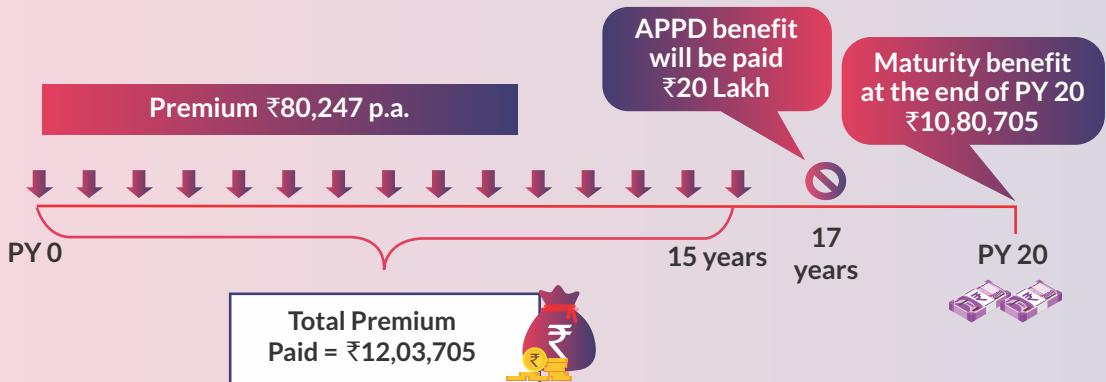 APPD benefit
will be paid
₹20 Lakh
Maturity benefit
at the end of PY 20
₹10,80,705
Premium ₹80,247 p.a.
PY 0
15 years
17
years
PY 20
Total Premium
Paid = ₹12,03,705
₹
₹